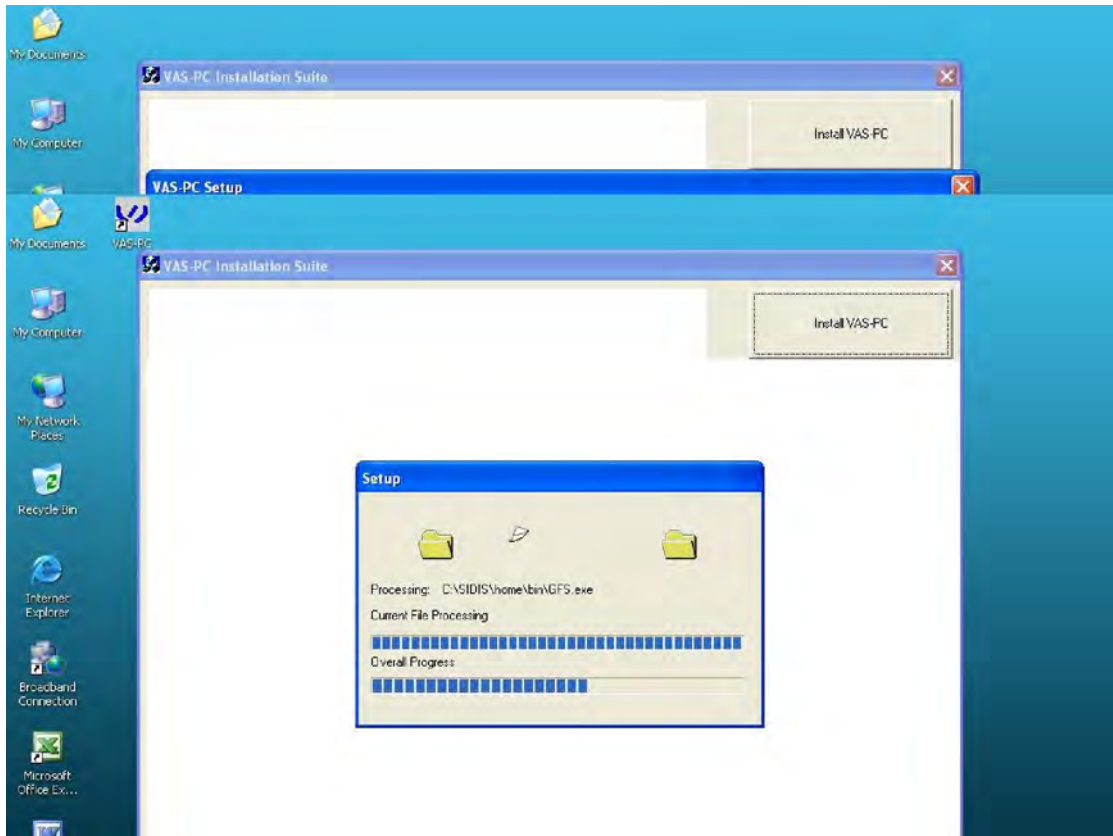 My Documents
VAS-PC Installation Suite
My Computer
Install VAS-PC
VAS-PC Setup
My Documents
VAS-PC
VAS-PC Installation Suite
My Computer
Install VAS-PC
My Network
Places
Setup
Recycle Bin
Processing: C:\SIDIS\home\bin\GFS.exe
Internet
Explorer
Current File Processing
Overall Progress
Broadband
Connection
Microsoft
Office Ex...